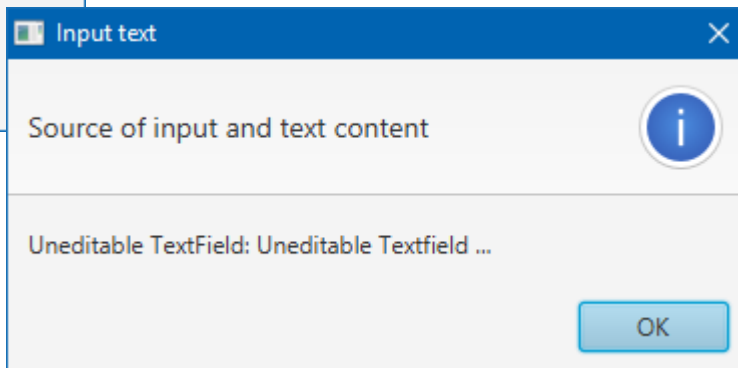 Input text
Source of input and text content
i
Uneditable TextField: Uneditable Textfield ...
OK